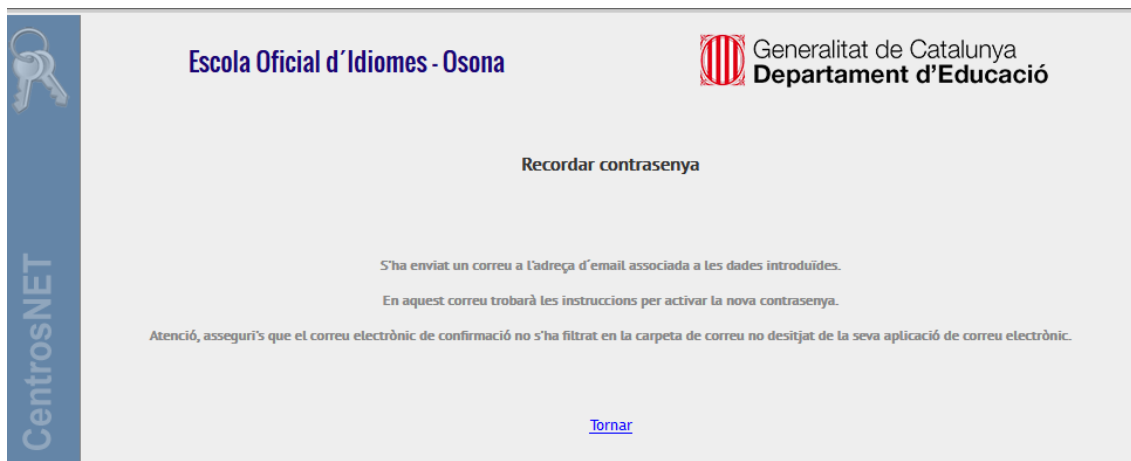 Escola Oficial d´Idiomes - Osona
Generalitat de Catalunya
Departament d'Educació
Recordar contrasenya
S'ha enviat un correu a l'adreça d´email associada a les dades introduïdes.
En aquest correu trobarà les instruccions per activar la nova contrasenya.
Atenció, asseguri's que el correu electrònic de confirmació no s'ha filtrat en la carpeta de correu no desitjat de la seva aplicació de correu electrònic.
Tornar
CentrosNET